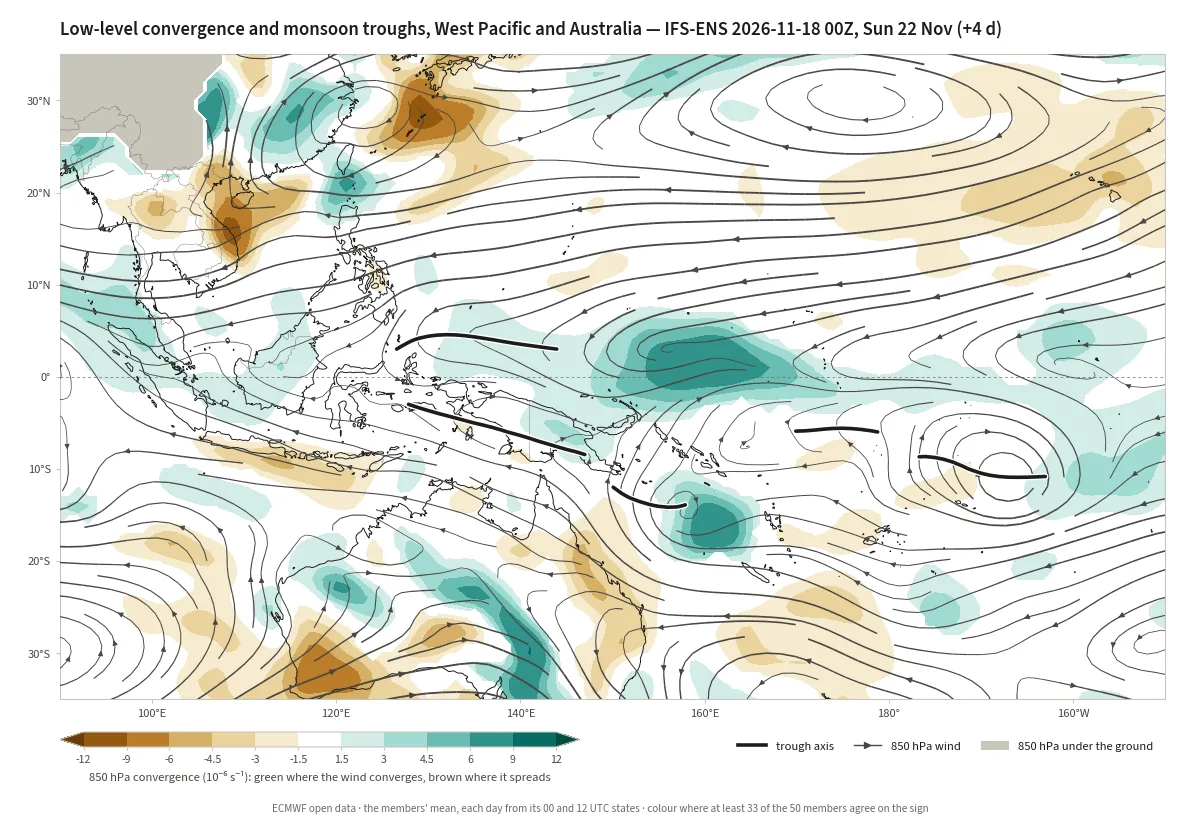 Low-level convergence and monsoon troughs, West Pacific and Australia — IFS-ENS 2026-11-18 00Z, Sun 22 Nov (+4 d)
30°N
20°N
10°N
0°
10°S
20°S
30°S
100°E 120°E 140°E 160°E 180° 160°W
-12 -9 -6 -4.5 -3 -1.5 1.5 3 4.5 6 9 12
850 hPa convergence (10⁻⁶ s⁻¹): green where the wind converges, brown where it spreads
trough axis 850 hPa wind 850 hPa under the ground
ECMWF open data · the members' mean, each day from its 00 and 12 UTC states · colour where at least 33 of the 50 members agree on the sign